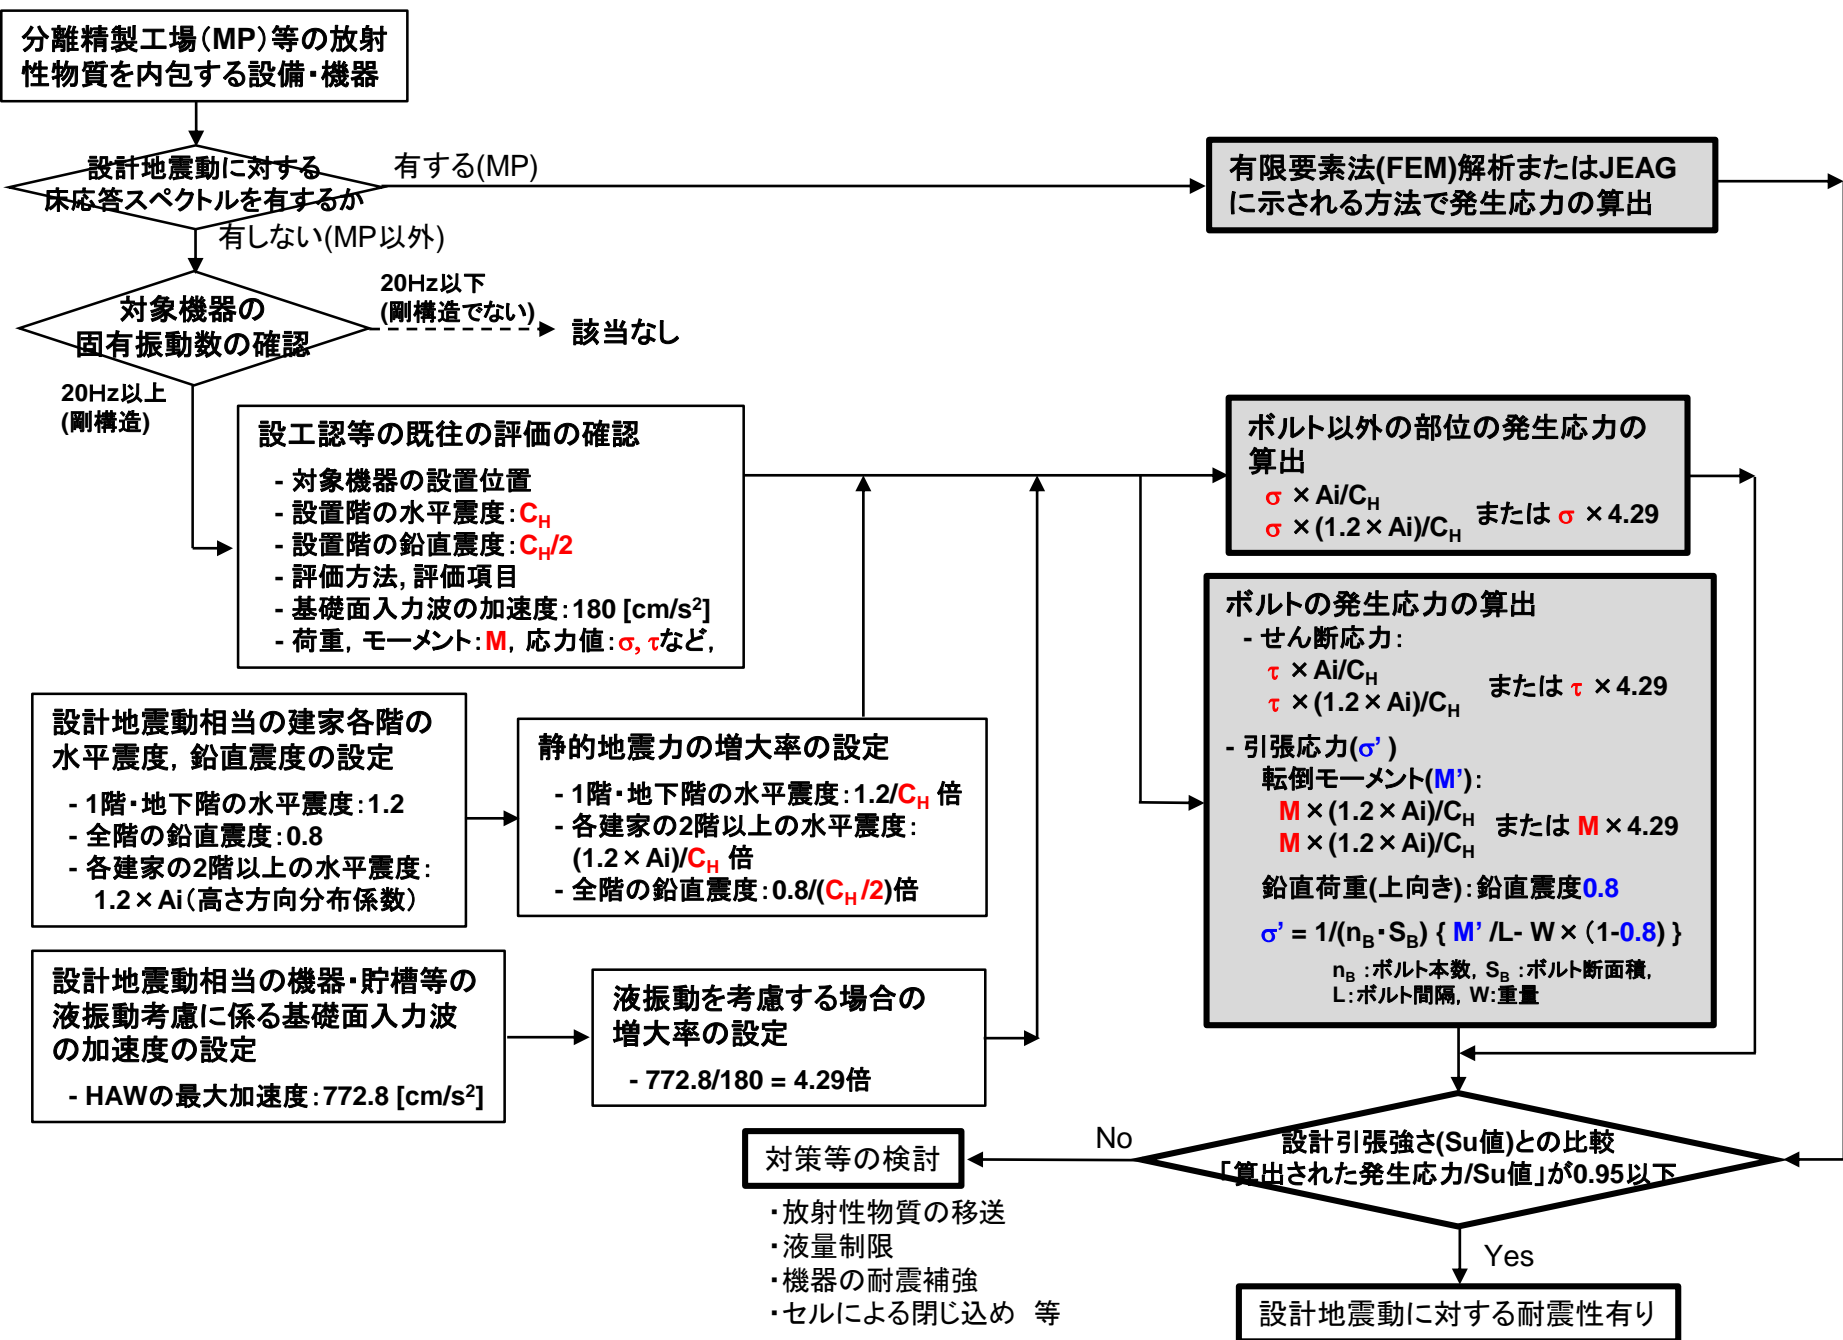 分離精製工場(MP)等の放射
性物質を内包する設備・機器
設計地震動に対する
床応答スペクトルを有するか
有する(MP)
有限要素法(FEM)解析またはJEAG
に示される方法で発生応力の算出
有しない(MP以外)
対象機器の
固有振動数の確認
20Hz以下
(剛構造でない)
該当なし
20Hz以上
(剛構造)
設工認等の既往の評価の確認
- 対象機器の設置位置
- 設置階の水平震度：CH
- 設置階の鉛直震度：CH/2
- 評価方法, 評価項目
- 基礎面入力波の加速度：180 [cm/s²]
- 荷重, モーメント：M, 応力値：σ, τなど,
ボルト以外の部位の発生応力の
算出
σ ×Ai/CH
σ ×(1.2×Ai)/CH
または σ ×4.29
ボルトの発生応力の算出
- せん断応力：
τ ×Ai/CH
τ ×(1.2×Ai)/CH
または τ ×4.29
- 引張応力(σ’ )
転倒モーメント(M’)：
M×(1.2×Ai)/CH
M×(1.2×Ai)/CH
または M×4.29
鉛直荷重(上向き)：鉛直震度0.8
σ’ = 1/(nB・SB) { M’ /L- W×（1-0.8) }
nB ：ボルト本数, SB ：ボルト断面積,
L：ボルト間隔, W:重量
設計地震動相当の建家各階の
水平震度, 鉛直震度の設定
- 1階・地下階の水平震度：1.2
- 全階の鉛直震度：0.8
- 各建家の2階以上の水平震度：
1.2×Ai（高さ方向分布係数）
静的地震力の増大率の設定
- 1階・地下階の水平震度：1.2/CH 倍
- 各建家の2階以上の水平震度：
(1.2×Ai)/CH 倍
- 全階の鉛直震度：0.8/(CH /2)倍
設計地震動相当の機器・貯槽等の
液振動考慮に係る基礎面入力波
の加速度の設定
- HAWの最大加速度：772.8 [cm/s²]
液振動を考慮する場合の
増大率の設定
- 772.8/180 = 4.29倍
設計引張強さ(Su値)との比較
「算出された発生応力/Su値」が0.95以下
No
対策等の検討
・放射性物質の移送
・液量制限
・機器の耐震補強
・セルによる閉じ込め 等
Yes
設計地震動に対する耐震性有り